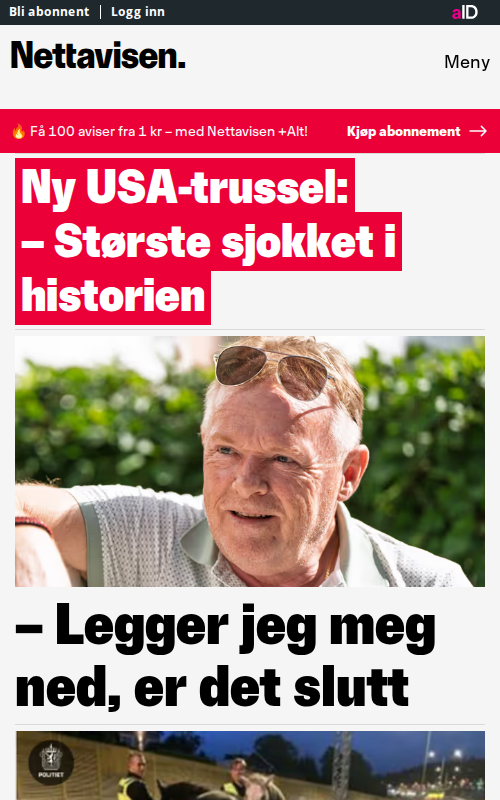 Bli abonnent
Logg inn
aID
Nettavisen.
Meny
Få 100 aviser fra 1 kr – med Nettavisen +Alt!
Kjøp abonnement
Ny USA-trussel:
– Største sjokket i
historien
– Legger jeg meg
ned, er det slutt
POLITIET